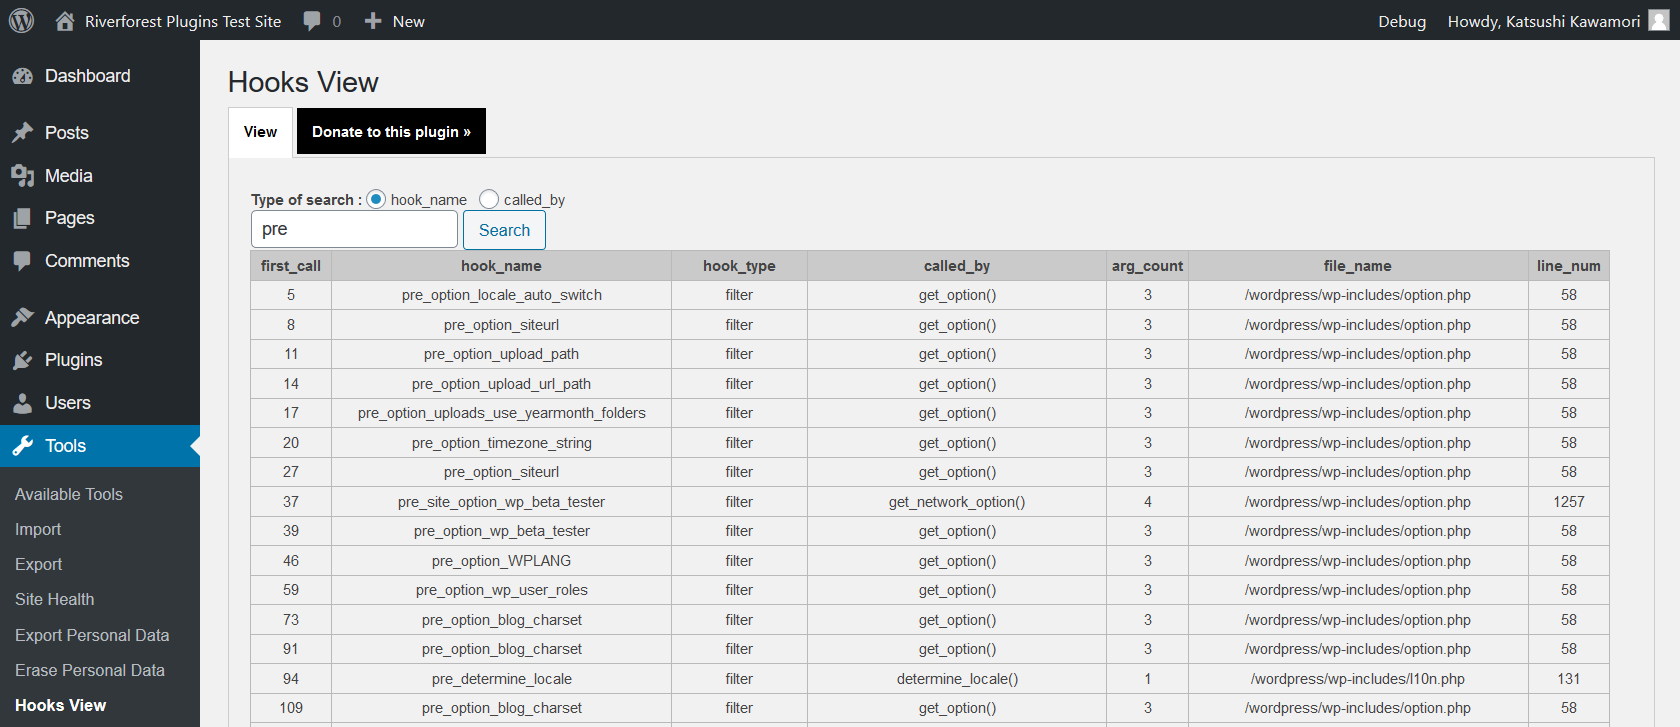 Riverforest Plugins Test Site 0 New Debug Howdy, Katsushi Kawamori
Dashboard
Posts
Media
Pages
Comments
Appearance
Plugins
Users
Tools
Available Tools
Import
Export
Site Health
Export Personal Data
Erase Personal Data
Hooks View
Hooks View
View Donate to this plugin »
Type of search : hook_name called_by
pre Search
first_call hook_name hook_type called_by arg_count file_name line_num
5 pre_option_locale_auto_switch filter get_option() 3 /wordpress/wp-includes/option.php 58
8 pre_option_siteurl filter get_option() 3 /wordpress/wp-includes/option.php 58
11 pre_option_upload_path filter get_option() 3 /wordpress/wp-includes/option.php 58
14 pre_option_upload_url_path filter get_option() 3 /wordpress/wp-includes/option.php 58
17 pre_option_uploads_use_yearmonth_folders filter get_option() 3 /wordpress/wp-includes/option.php 58
20 pre_option_timezone_string filter get_option() 3 /wordpress/wp-includes/option.php 58
27 pre_option_siteurl filter get_option() 3 /wordpress/wp-includes/option.php 58
37 pre_site_option_wp_beta_tester filter get_network_option() 4 /wordpress/wp-includes/option.php 1257
39 pre_option_wp_beta_tester filter get_option() 3 /wordpress/wp-includes/option.php 58
46 pre_option_WPLANG filter get_option() 3 /wordpress/wp-includes/option.php 58
59 pre_option_wp_user_roles filter get_option() 3 /wordpress/wp-includes/option.php 58
73 pre_option_blog_charset filter get_option() 3 /wordpress/wp-includes/option.php 58
91 pre_option_blog_charset filter get_option() 3 /wordpress/wp-includes/option.php 58
94 pre_determine_locale filter determine_locale() 1 /wordpress/wp-includes/l10n.php 131
109 pre_option_blog_charset filter get_option() 3 /wordpress/wp-includes/option.php 58